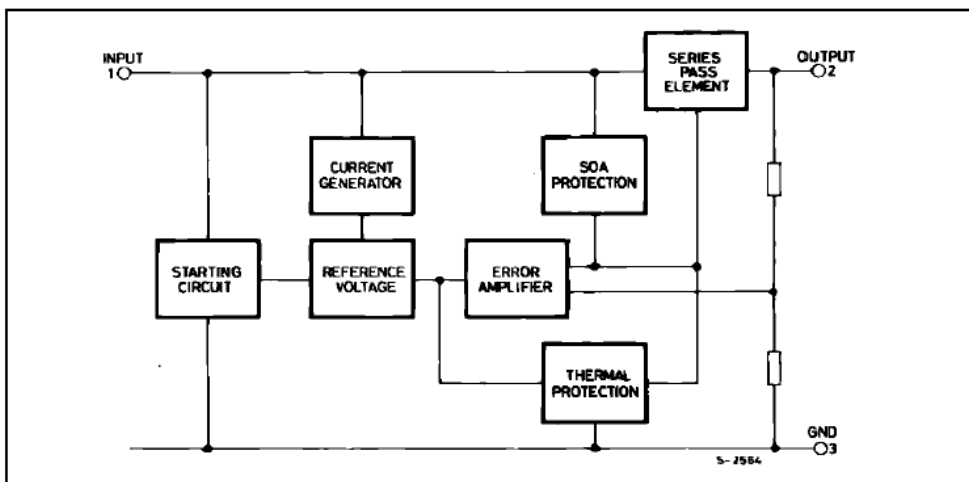 INPUT
1
SERIES
PASS
ELEMENT
OUTPUT
2
CURRENT
GENERATOR
SOA
PROTECTION
STARTING
CIRCUIT
REFERENCE
VOLTAGE
ERROR
AMPLIFIER
THERMAL
PROTECTION
GND
3
S-2564